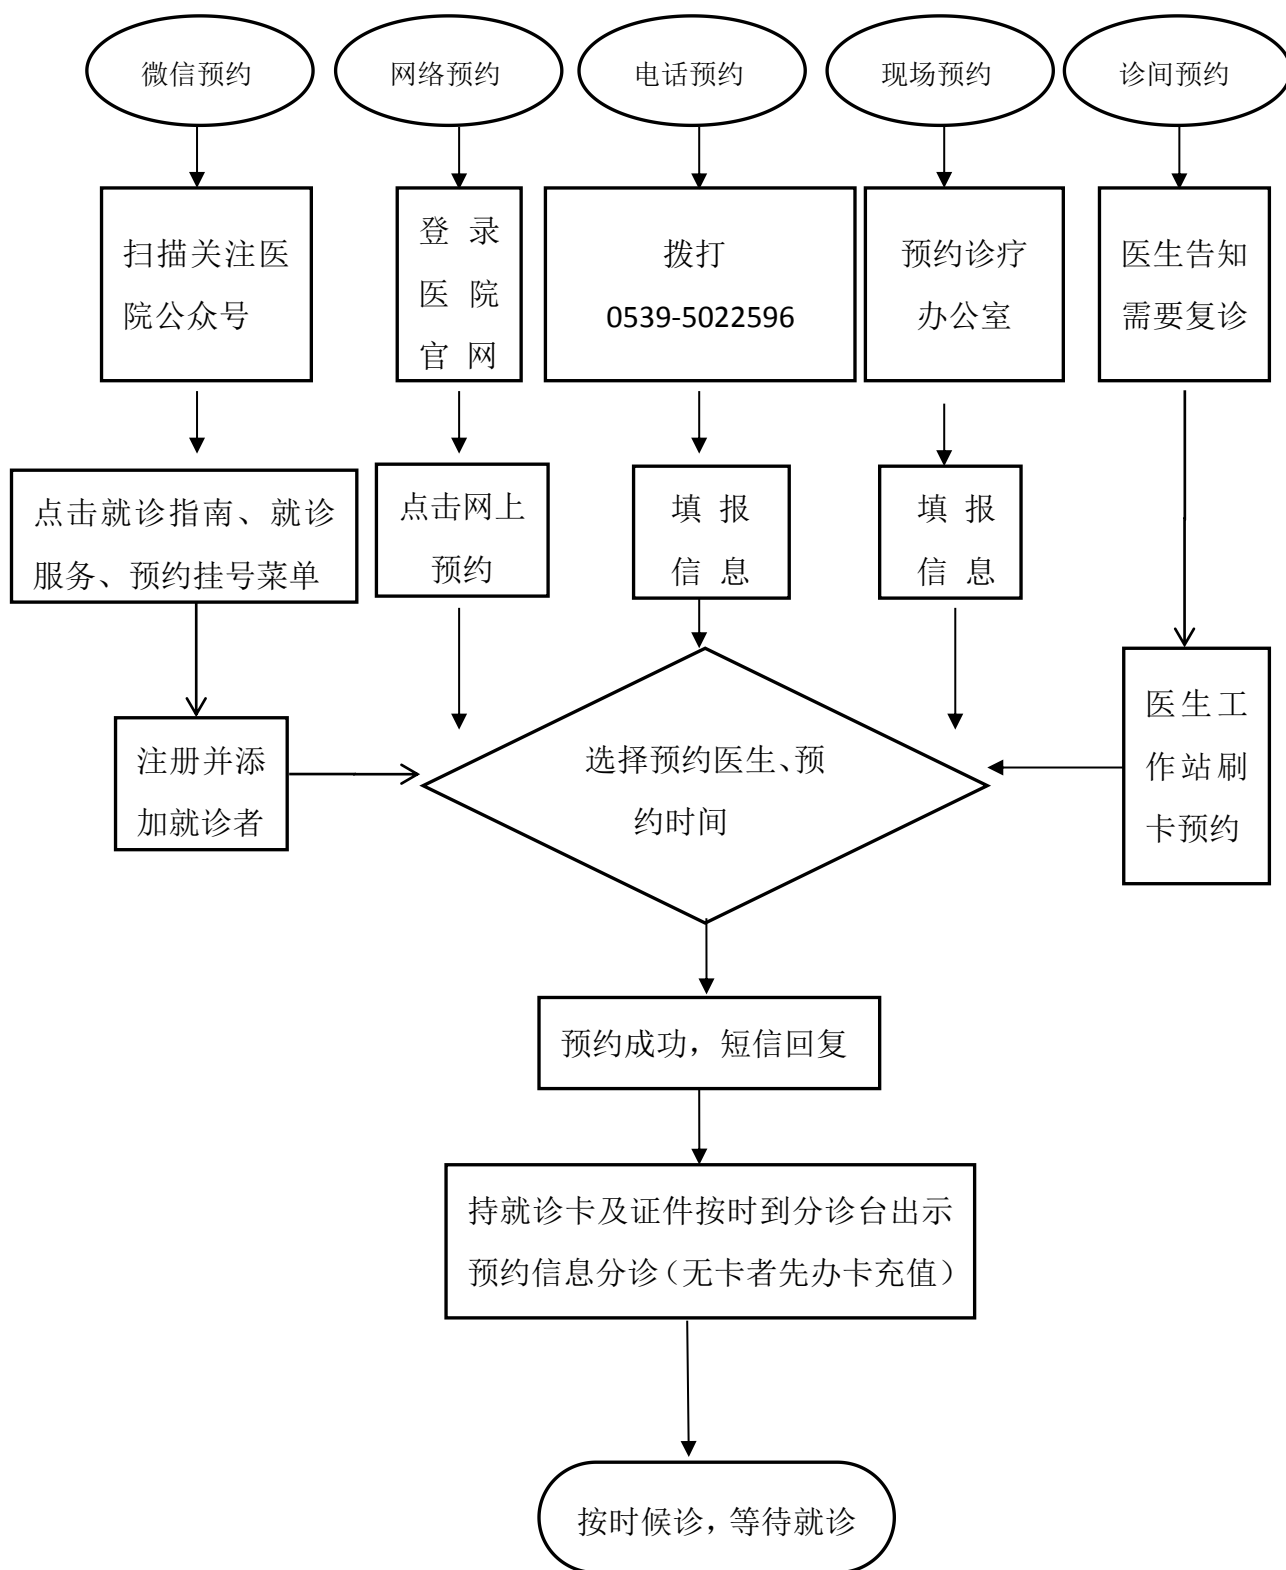 微信预约
网络预约
电话预约
现场预约
诊间预约
扫描关注医
院公众号
登录
医院
官网
拨打
0539-5022596
预约诊疗
办公室
医生告知
需要复诊
点击就诊指南、就诊
服务、预约挂号菜单
点击网上
预约
填报
信息
填报
信息
注册并添
加就诊者
选择预约医生、预
约时间
医生工
作站刷
卡预约
预约成功，短信回复
持就诊卡及证件按时到分诊台出示
预约信息分诊（无卡者先办卡充值）
按时候诊，等待就诊